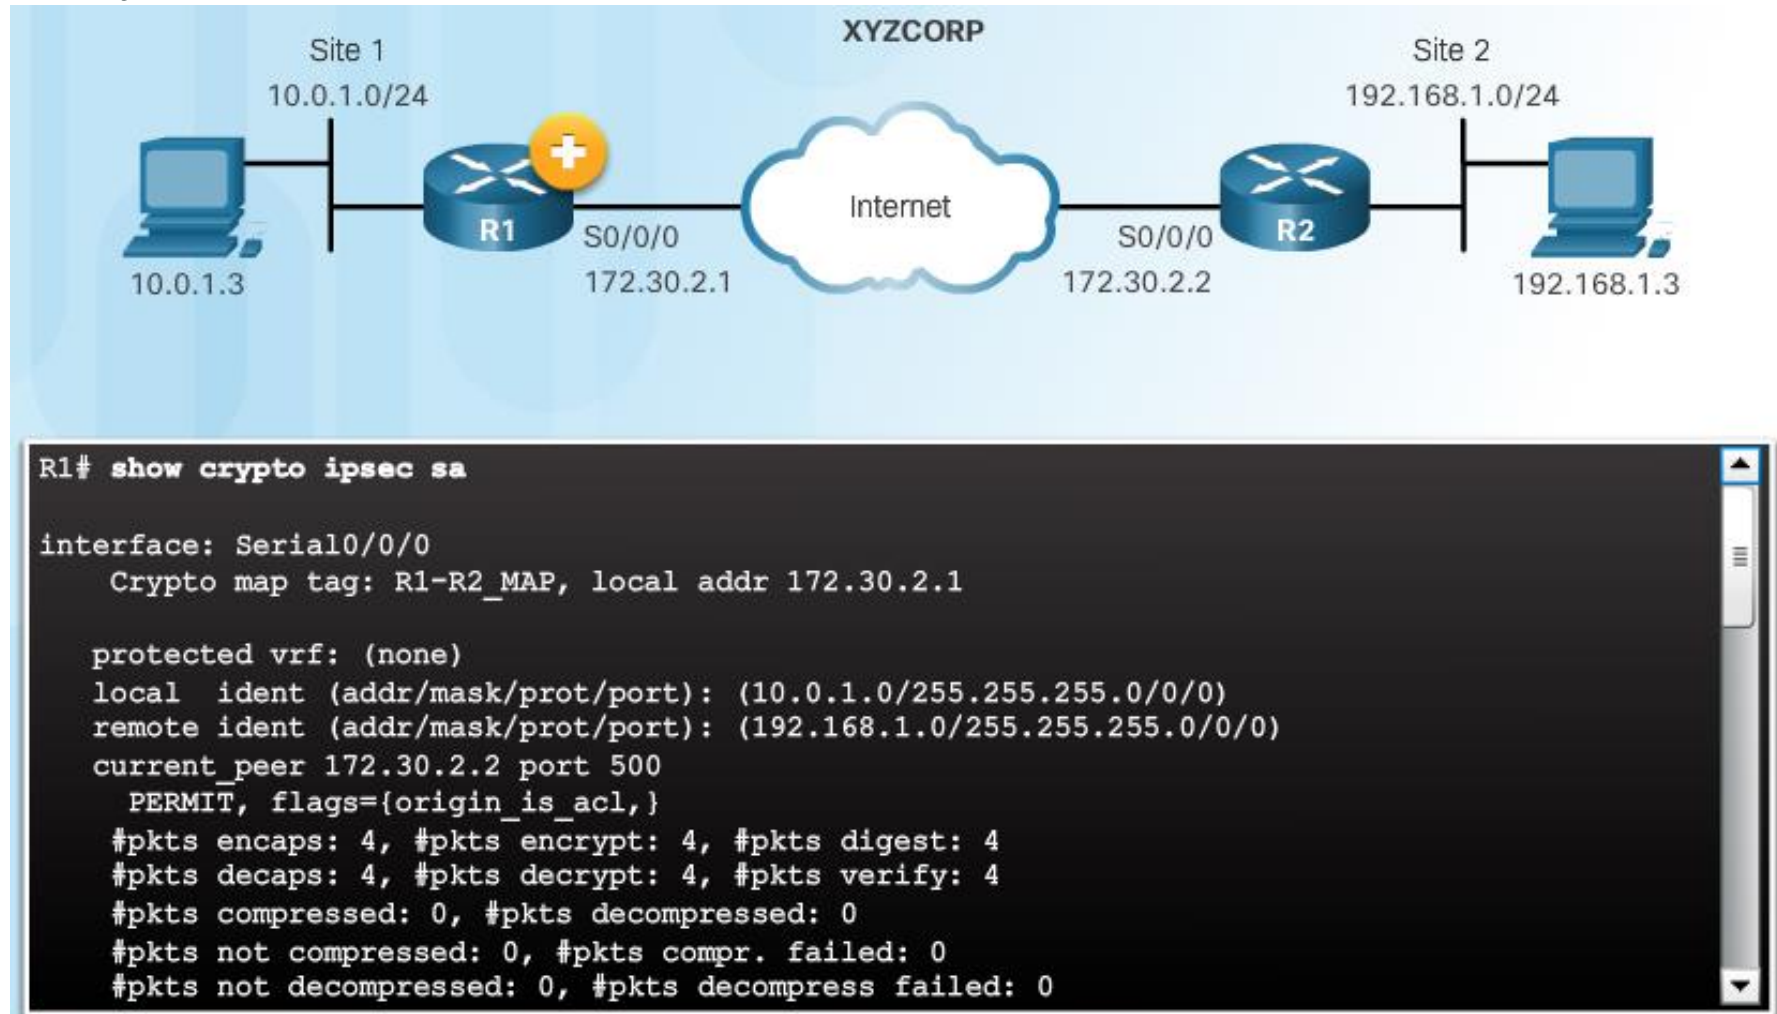 XYZCORP
Site 1
10.0.1.0/24
Site 2
192.168.1.0/24
R1
Internet
R2
S0/0/0
172.30.2.1
S0/0/0
172.30.2.2
10.0.1.3
192.168.1.3
R1# show crypto ipsec sa
interface: Serial0/0/0
Crypto map tag: R1-R2_MAP, local addr 172.30.2.1
protected vrf: (none)
local  ident (addr/mask/prot/port): (10.0.1.0/255.255.255.0/0/0)
remote ident (addr/mask/prot/port): (192.168.1.0/255.255.255.0/0/0)
current_peer 172.30.2.2 port 500
PERMIT, flags={origin_is_acl,}
#pkts encaps: 4, #pkts encrypt: 4, #pkts digest: 4
#pkts decaps: 4, #pkts decrypt: 4, #pkts verify: 4
#pkts compressed: 0, #pkts decompressed: 0
#pkts not compressed: 0, #pkts compr. failed: 0
#pkts not decompressed: 0, #pkts decompress failed: 0